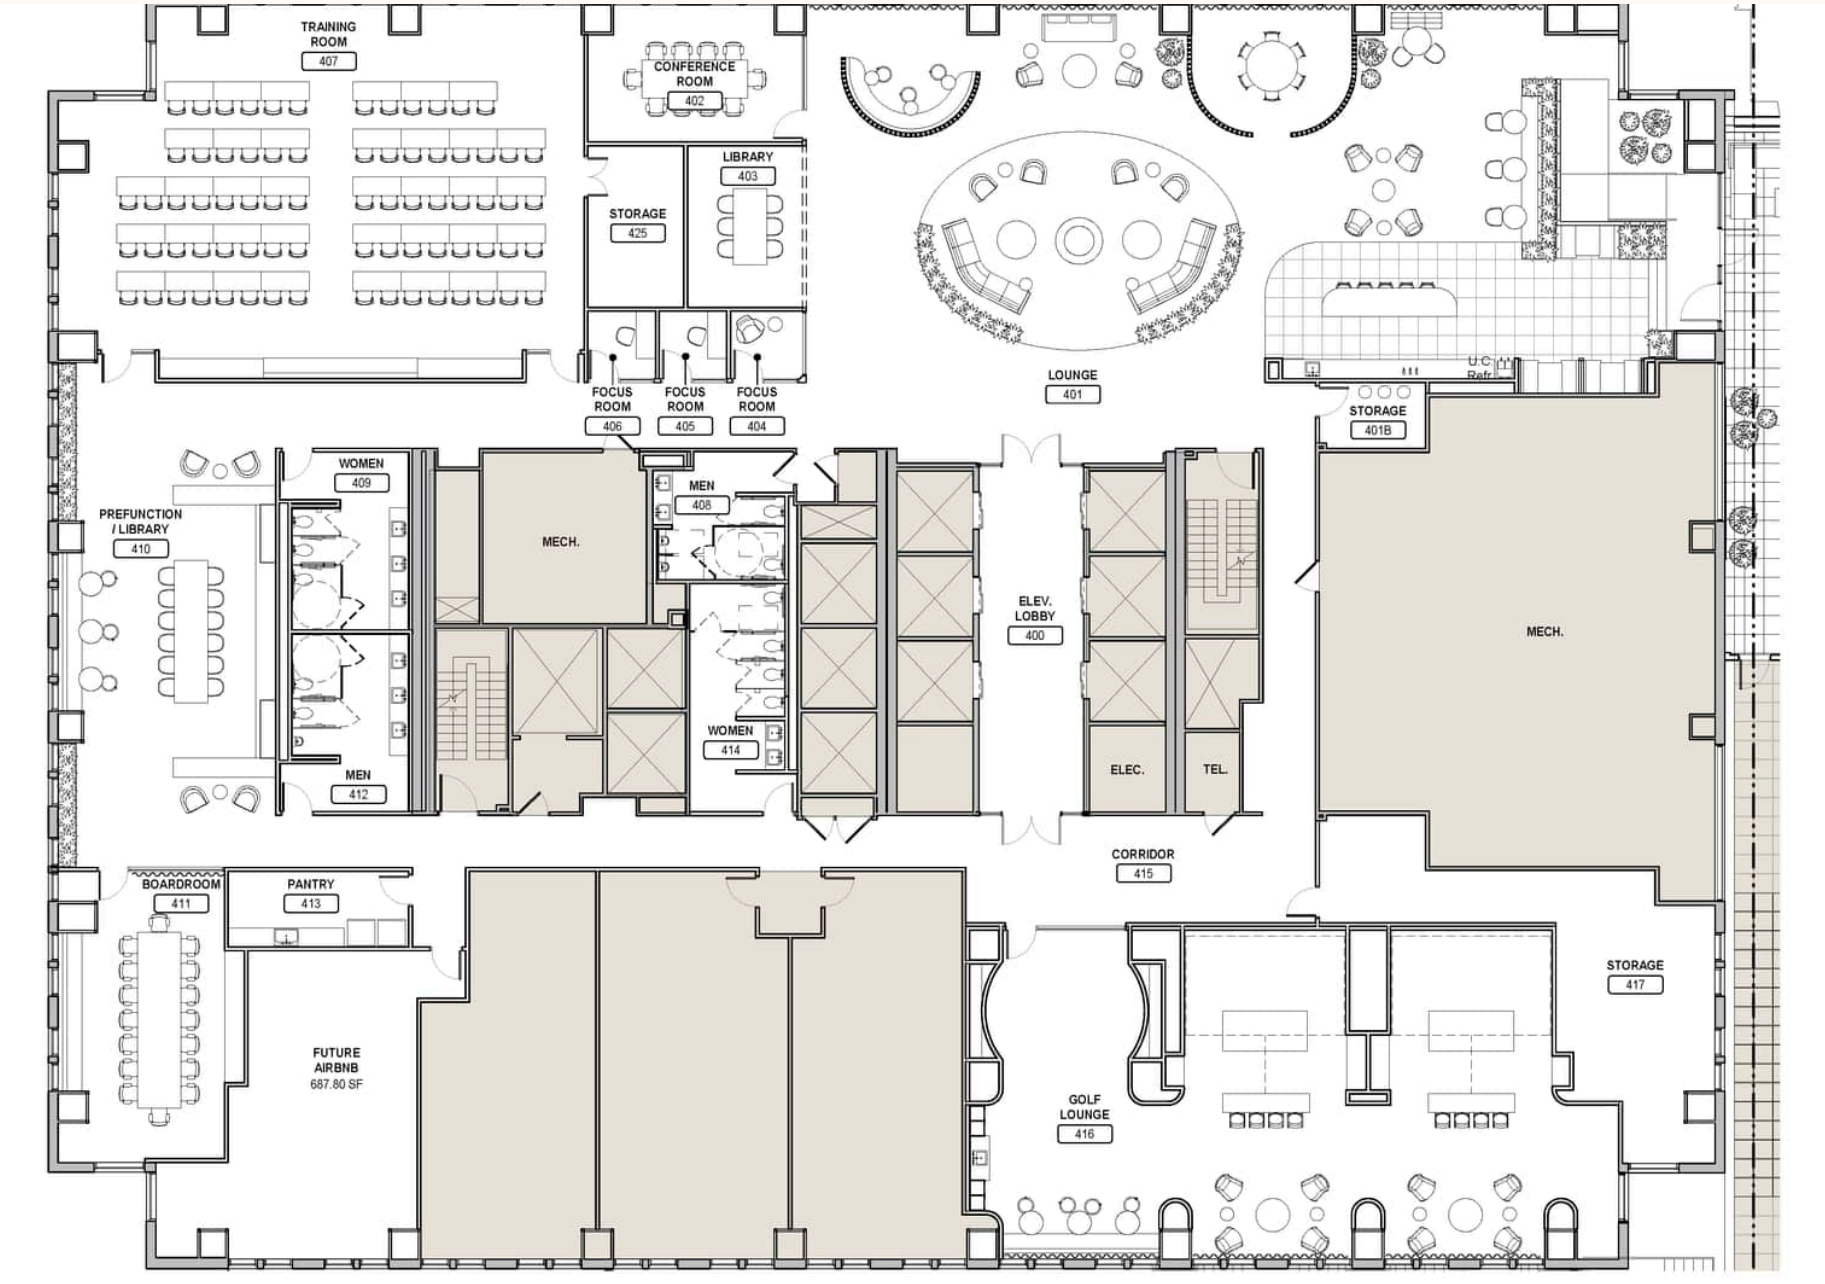 TRAINING
ROOM
407
CONFERENCE
ROOM
402
LIBRARY
403
STORAGE
425
FOCUS
ROOM
406
FOCUS
ROOM
405
FOCUS
ROOM
404
LOUNGE
401
U.C.
Refr.
STORAGE
401B
WOMEN
409
PREFUNCTION
/ LIBRARY
410
MECH.
MEN
408
ELEV.
LOBBY
400
MECH.
WOMEN
414
MEN
412
ELEC.
TEL.
CORRIDOR
415
BOARDROOM
411
PANTRY
413
STORAGE
417
FUTURE
AIRBNB
687.80 SF
GOLF
LOUNGE
416